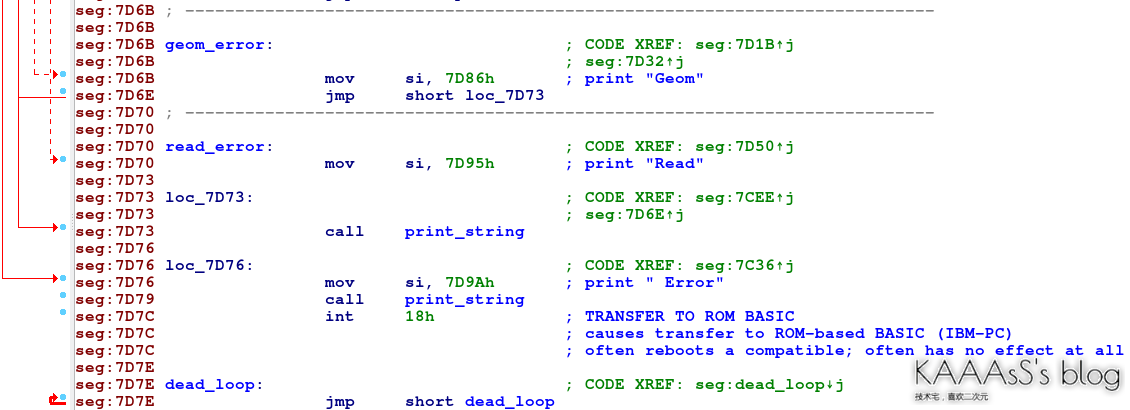 seg:7D6B ; ---------------------------------------------------------------------------
seg:7D6B
seg:7D6B geom_error: ; CODE XREF: seg:7D1B↑j
seg:7D6B ; seg:7D32↑j
seg:7D6B mov si, 7D86h ; print "Geom"
seg:7D6E jmp short loc_7D73
seg:7D70 ; ---------------------------------------------------------------------------
seg:7D70
seg:7D70 read_error: ; CODE XREF: seg:7D50↑j
seg:7D70 mov si, 7D95h ; print "Read"
seg:7D73
seg:7D73 loc_7D73: ; CODE XREF: seg:7CEE↑j
seg:7D73 ; seg:7D6E↑j
seg:7D73 call print_string
seg:7D76
seg:7D76 loc_7D76: ; CODE XREF: seg:7C36↑j
seg:7D76 mov si, 7D9Ah ; print " Error"
seg:7D79 call print_string
seg:7D7C int 18h ; TRANSFER TO ROM BASIC
seg:7D7C ; causes transfer to ROM-based BASIC (IBM-PC)
seg:7D7C ; often reboots a compatible; often has no effect at all
seg:7D7E
seg:7D7E dead_loop: ; CODE XREF: seg:dead_loop↓j
seg:7D7E jmp short dead_loop
KAAAsS's blog
技术宅，喜欢二次元